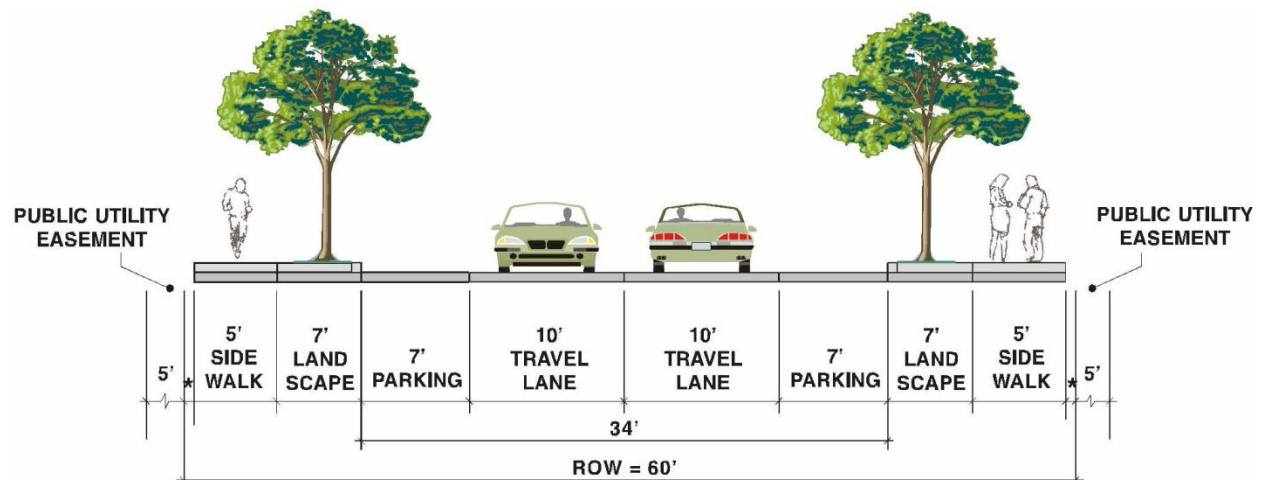 PUBLIC UTILITY
EASEMENT
PUBLIC UTILITY
EASEMENT
5'
*
5'
SIDE
WALK
7'
LAND
SCAPE
7'
PARKING
10'
TRAVEL
LANE
10'
TRAVEL
LANE
7'
PARKING
7'
LAND
SCAPE
5'
SIDE
WALK
*
5'
34'
ROW = 60'